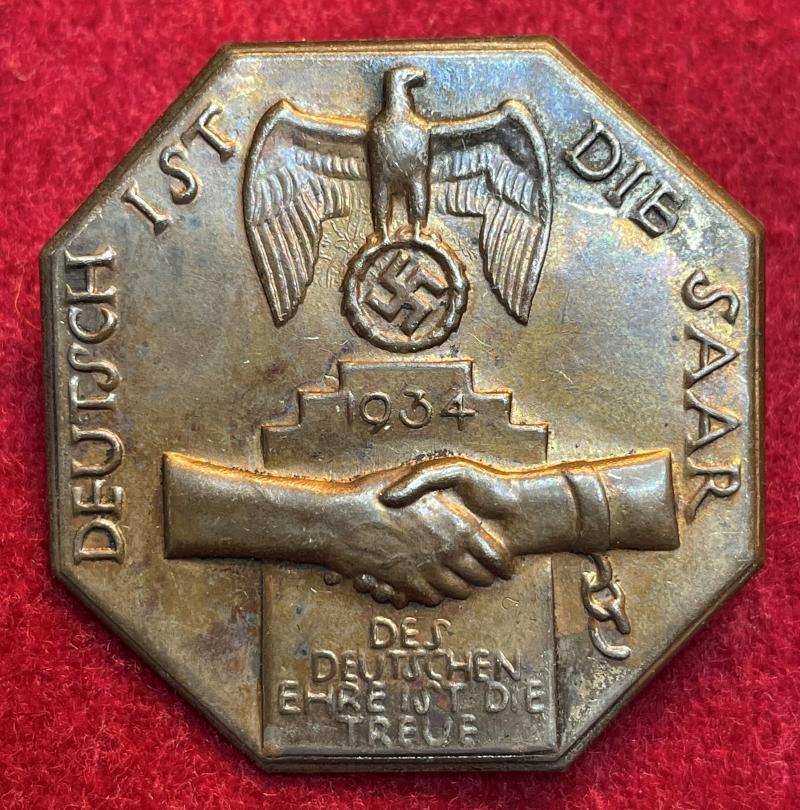 DEUTSCH IST DIE SAAR
1934
DES
DEUTSCHEN
EHRE IST DIE
TREUE